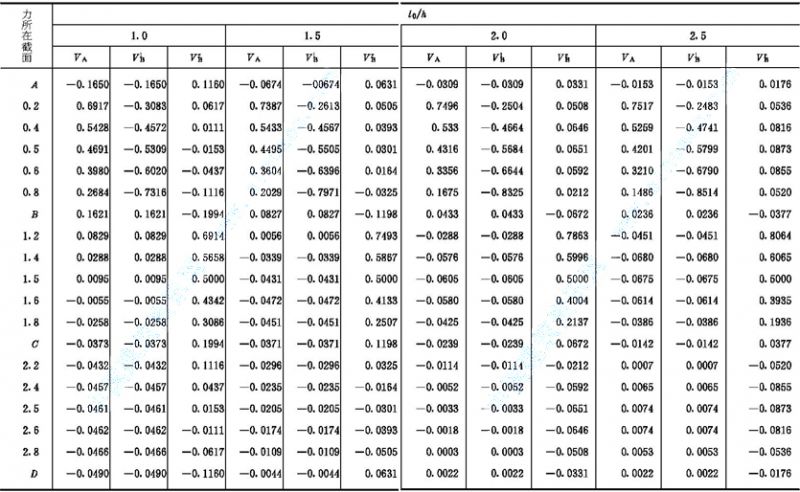 力所在截面 l₀/h
1.0 1.5 2.0 2.5
V_A V_B^l V_B^r V_A V_B^l V_B^r V_A V_B^l V_B^r V_A V_B^l V_B^r
A −0.1650 −0.1650 0.1160 −0.0674 −00674 0.0631 −0.0309 −0.0309 0.0331 −0.0153 −0.0153 0.0176
0.2 0.6917 −0.3083 0.0617 0.7387 −0.2613 0.0505 0.7496 −0.2504 0.0508 0.7517 −0.2483 0.0536
0.4 0.5428 −0.4572 0.0111 0.5433 −0.4567 0.0393 0.533 −0.4664 0.0646 0.5259 −0.4741 0.0816
0.5 0.4691 −0.5309 −0.0153 0.4495 −0.5505 0.0301 0.4316 −0.5684 0.0651 0.4201 −0.5799 0.0873
0.6 0.3980 −0.6020 −0.0437 0.3604 −0.6396 0.0164 0.3356 −0.6644 0.0592 0.3210 −0.6790 0.0855
0.8 0.2684 −0.7316 −0.1116 0.2029 −0.7971 −0.0325 0.1675 −0.8325 0.0212 0.1486 −0.8514 0.0520
B 0.1621 0.1621 −0.1994 0.0827 0.0827 −0.1198 0.0433 0.0433 −0.0672 0.0236 0.0236 −0.0377
1.2 0.0829 0.0829 0.6914 0.0056 0.0056 0.7493 −0.0288 −0.0288 0.7863 −0.0451 −0.0451 0.8064
1.4 0.0288 0.0288 0.5658 −0.0339 −0.0339 0.5867 −0.0576 −0.0576 0.5996 −0.0680 −0.0680 0.6065
1.5 0.0095 0.0095 0.5000 −0.0431 −0.0431 0.5000 −0.0605 −0.0605 0.5000 −0.0675 −0.0675 0.5000
1.6 −0.0055 −0.0055 0.4342 −0.0472 −0.0472 0.4133 −0.0580 −0.0580 0.4004 −0.0614 −0.0614 0.3935
1.8 −0.0258 −0.0258 0.3086 −0.0451 −0.0451 0.2507 −0.0425 −0.0425 0.2137 −0.0386 −0.0386 0.1936
C −0.0373 −0.0373 0.1994 −0.0371 −0.0371 0.1198 −0.0239 −0.0239 0.0672 −0.0142 −0.0142 0.0377
2.2 −0.0432 −0.0432 0.1116 −0.0296 −0.0296 0.0325 −0.0114 −0.0114 −0.0212 0.0007 0.0007 −0.0520
2.4 −0.0457 −0.0457 0.0437 −0.0235 −0.0235 −0.0164 −0.0052 −0.0052 −0.0592 0.0065 0.0065 −0.0855
2.5 −0.0461 −0.0461 0.0153 −0.0205 −0.0205 −0.0301 −0.0033 −0.0033 −0.0651 0.0074 0.0074 −0.0873
2.6 −0.0462 −0.0462 −0.0111 −0.0174 −0.0174 −0.0393 −0.0018 −0.0018 −0.0646 0.0074 0.0074 −0.0816
2.8 −0.0466 −0.0466 −0.0617 −0.0109 −0.0109 −0.0505 0.0003 0.0003 −0.0508 0.0053 0.0053 −0.0536
D −0.0490 −0.0490 −0.1160 −0.0044 −0.0044 0.0631 0.0022 0.0022 −0.0331 0.0022 0.0022 −0.0176